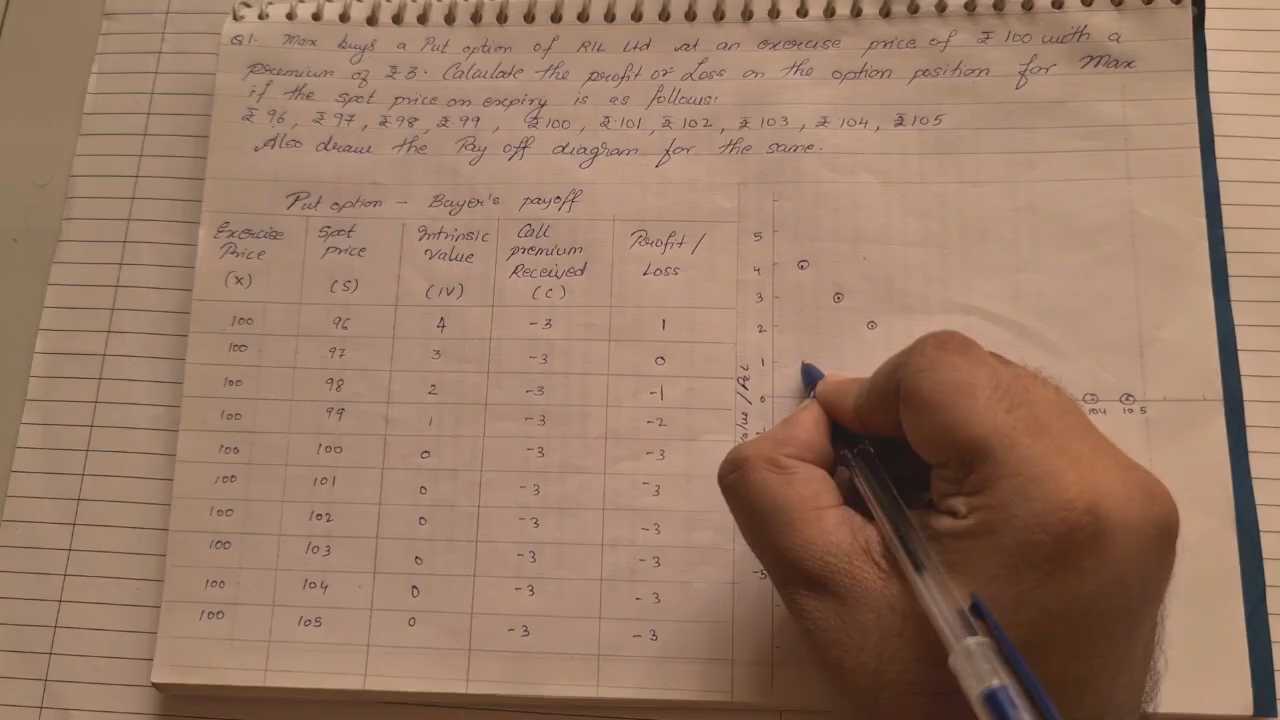 Q1. Max buys a Put option of RIL Ltd at an exercise price of ₹ 100 with a
premium of ₹ 3. Calculate the profit or Loss on the option position for Max
if the spot price on expiry is as follows:
₹ 96, ₹ 97, ₹ 98, ₹ 99, ₹ 100, ₹ 101, ₹ 102, ₹ 103, ₹ 104, ₹ 105
Also draw the Pay off diagram for the same.
Put option - Buyer's payoff
Exercise Price (X) Spot price (S) Intrinsic value (IV) Call premium Received (C) Profit / Loss
100 96 4 -3 1
100 97 3 -3 0
100 98 2 -3 -1
100 99 1 -3 -2
100 100 0 -3 -3
100 101 0 -3 -3
100 102 0 -3 -3
100 103 0 -3 -3
100 104 0 -3 -3
100 105 0 -3 -3
5
4
3
2
1
0
104 105
-5